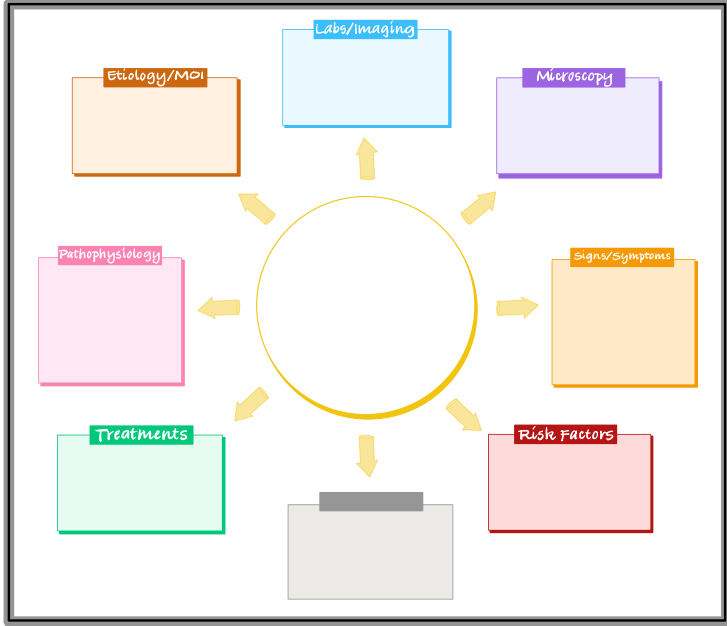 Labs/Imaging
Etiology/MOI
Microscopy
Pathophysiology
Signs/Symptoms
Treatments
Risk Factors